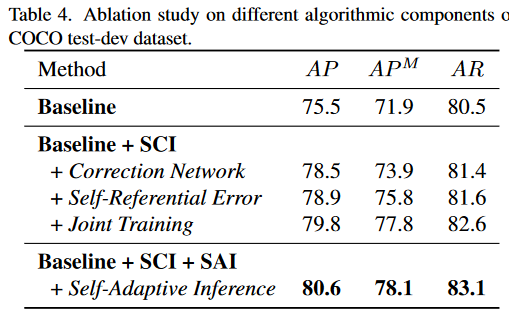 Table 4. Ablation study on different algorithmic components o
COCO test-dev dataset.
Method AP AP^M AR
Baseline 75.5 71.9 80.5
Baseline + SCI
+ Correction Network 78.5 73.9 81.4
+ Self-Referential Error 78.9 75.8 81.6
+ Joint Training 79.8 77.8 82.6
Baseline + SCI + SAI
+ Self-Adaptive Inference 80.6 78.1 83.1